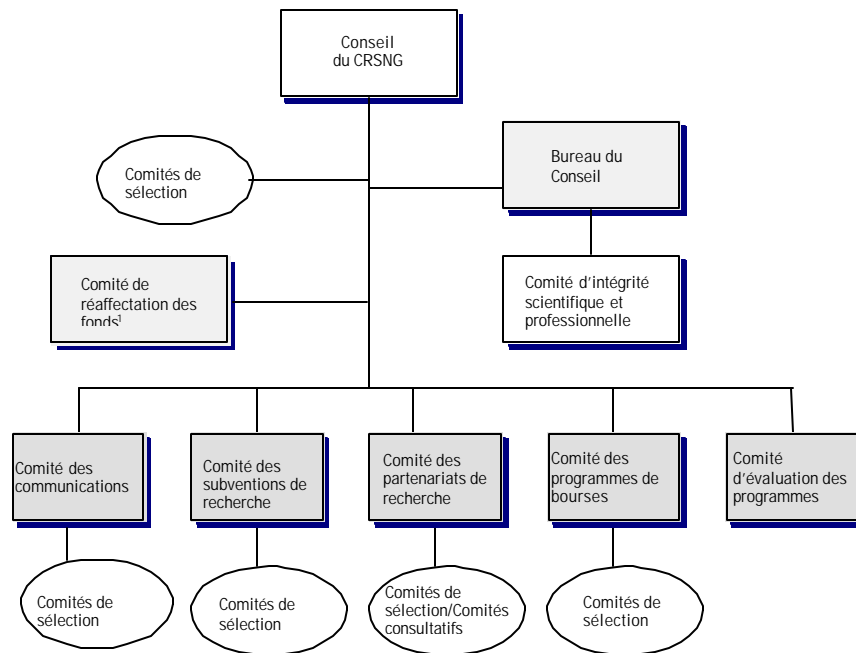 Conseil
du CRSNG
Comités de
sélection
Bureau du
Conseil
Comité de
réaffectation des
fonds¹
Comité d'intégrité
scientifique et
professionnelle
Comité des
communications
Comité des
subventions de
recherche
Comité des
partenariats de
recherche
Comité des
programmes de
bourses
Comité
d'évaluation des
programmes
Comités de
sélection
Comités de
sélection
Comités de
sélection/Comités
consultatifs
Comités de
sélection